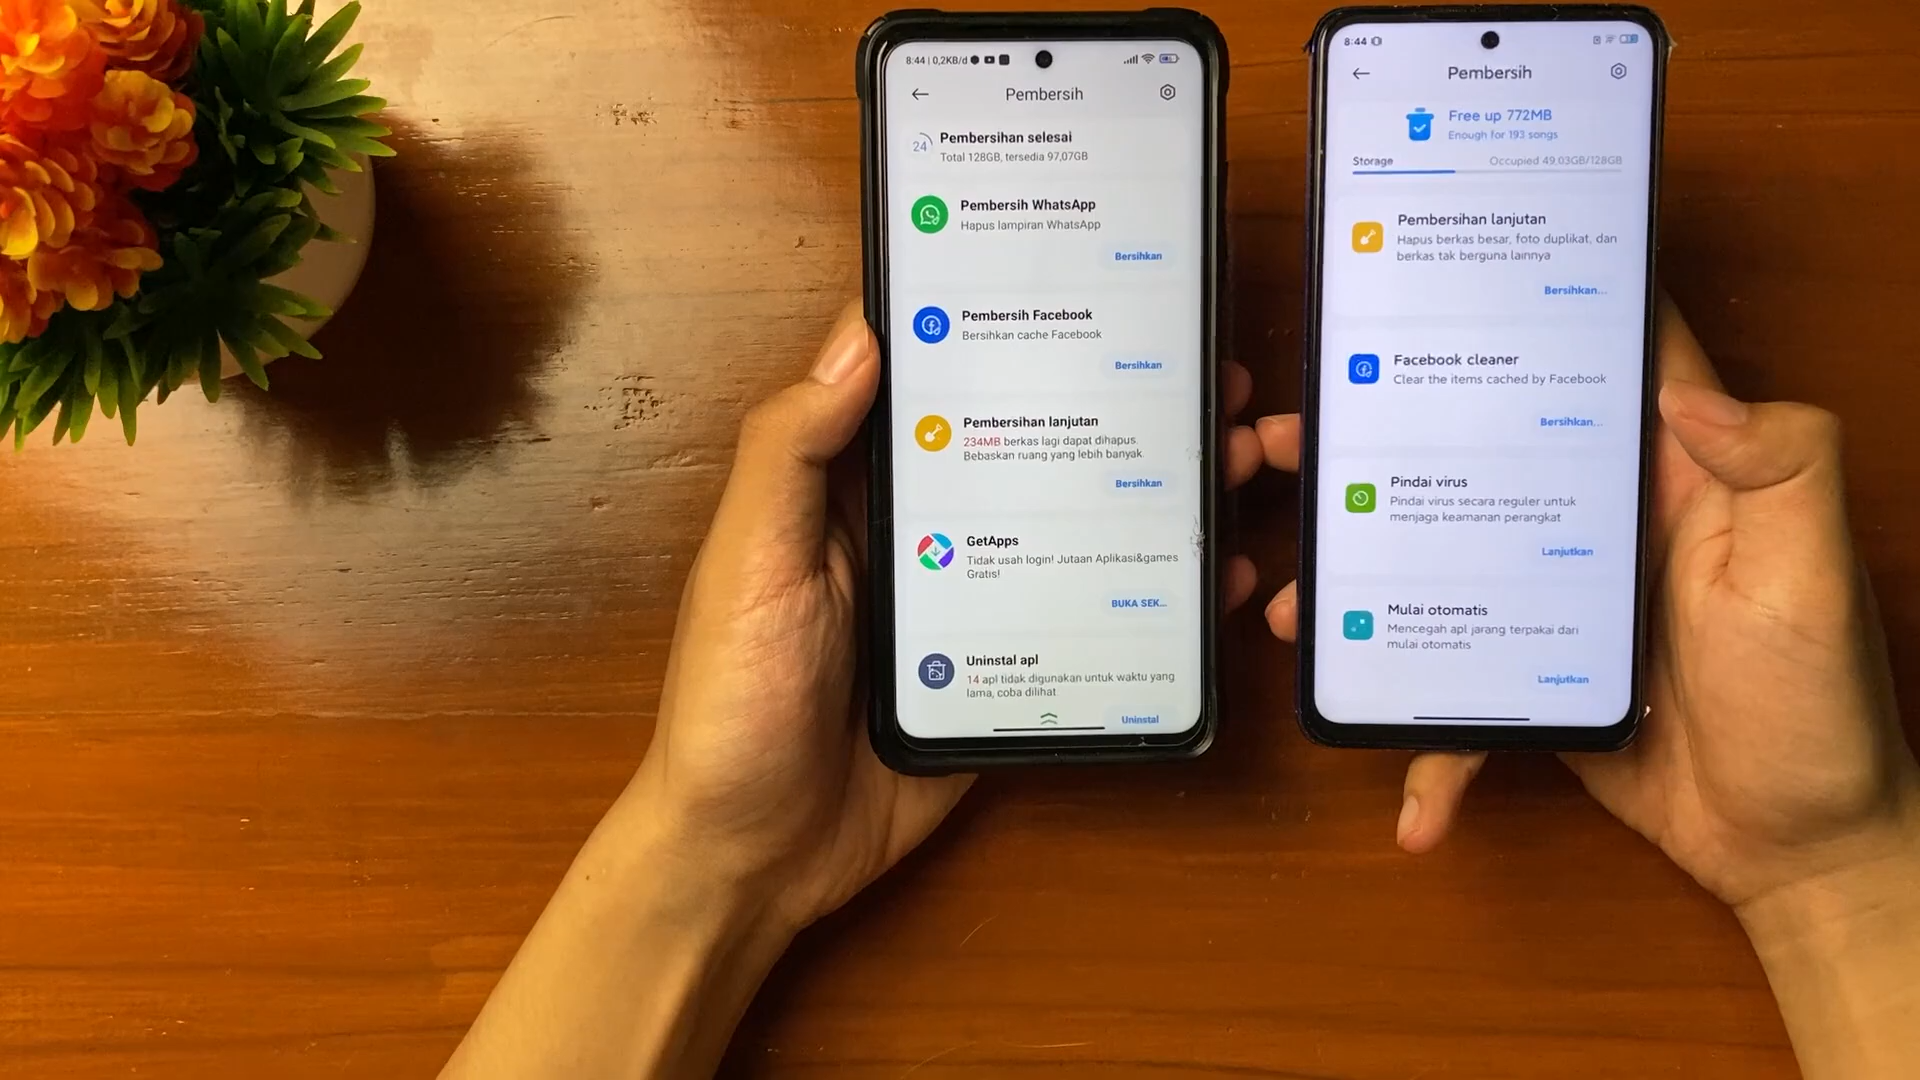 8:44 | 0,2KB/d
Pembersih
24
Pembersihan selesai
Total 128GB, tersedia 97,07GB
Pembersih WhatsApp
Hapus lampiran WhatsApp
Bersihkan
Pembersih Facebook
Bersihkan cache Facebook
Bersihkan
Pembersihan lanjutan
234MB berkas lagi dapat dihapus.
Bebaskan ruang yang lebih banyak.
Bersihkan
GetApps
Tidak usah login! Jutaan Aplikasi&games
Gratis!
BUKA SEK...
Uninstal apl
14 apl tidak digunakan untuk waktu yang
lama, coba dilihat
Uninstal
8:44
Pembersih
Free up 772MB
Enough for 193 songs
Storage
Occupied 49,03GB/128GB
Pembersihan lanjutan
Hapus berkas besar, foto duplikat, dan
berkas tak berguna lainnya
Bersihkan...
Facebook cleaner
Clear the items cached by Facebook
Bersihkan...
Pindai virus
Pindai virus secara reguler untuk
menjaga keamanan perangkat
Lanjutkan
Mulai otomatis
Mencegah apl jarang terpakai dari
mulai otomatis
Lanjutkan